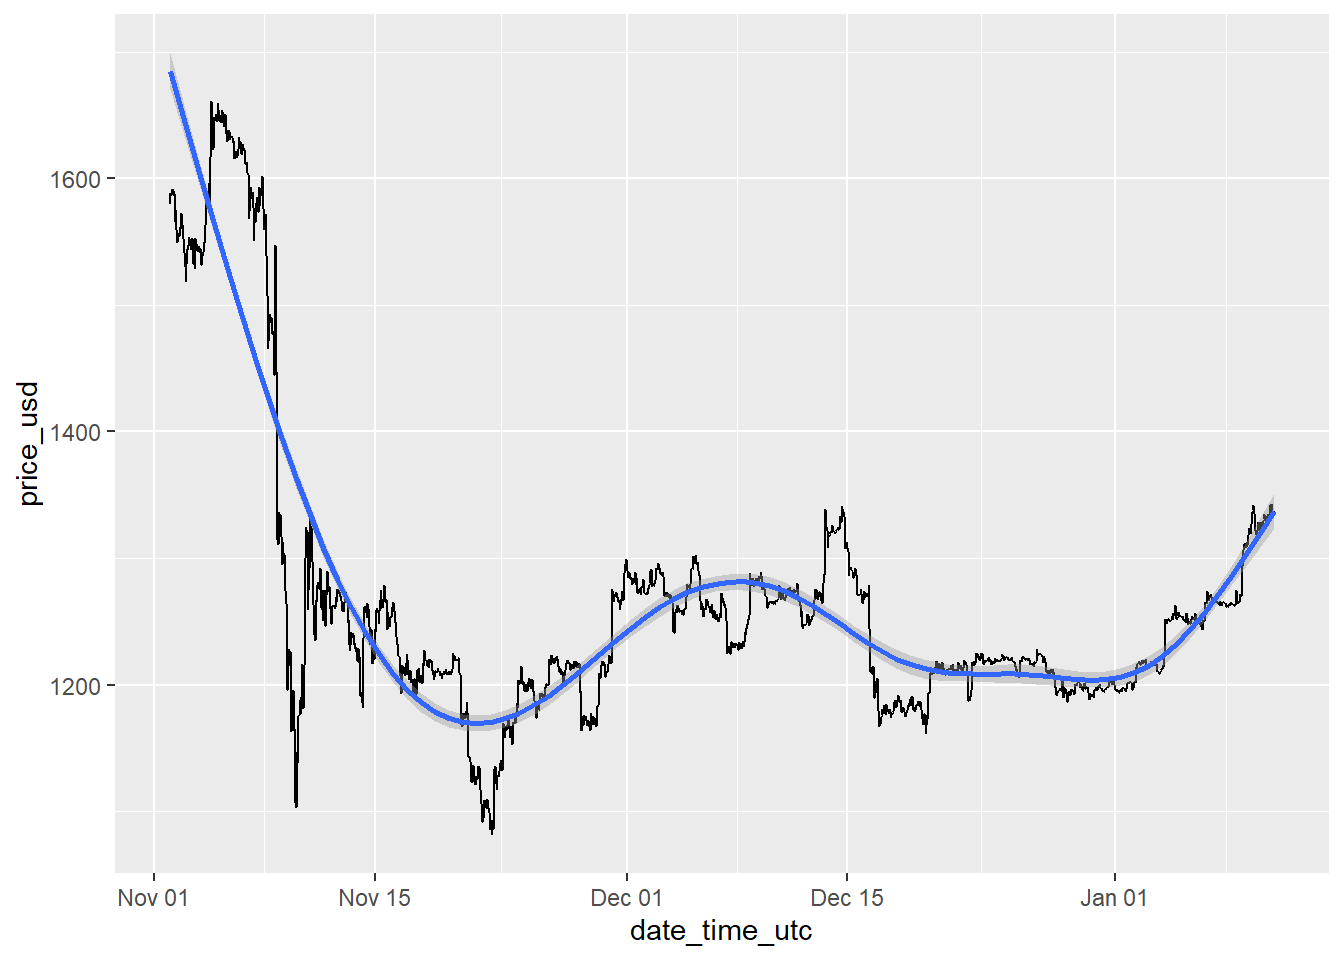 price_usd
1600
1400
1200
Nov 01
Nov 15
Dec 01
Dec 15
Jan 01
date_time_utc